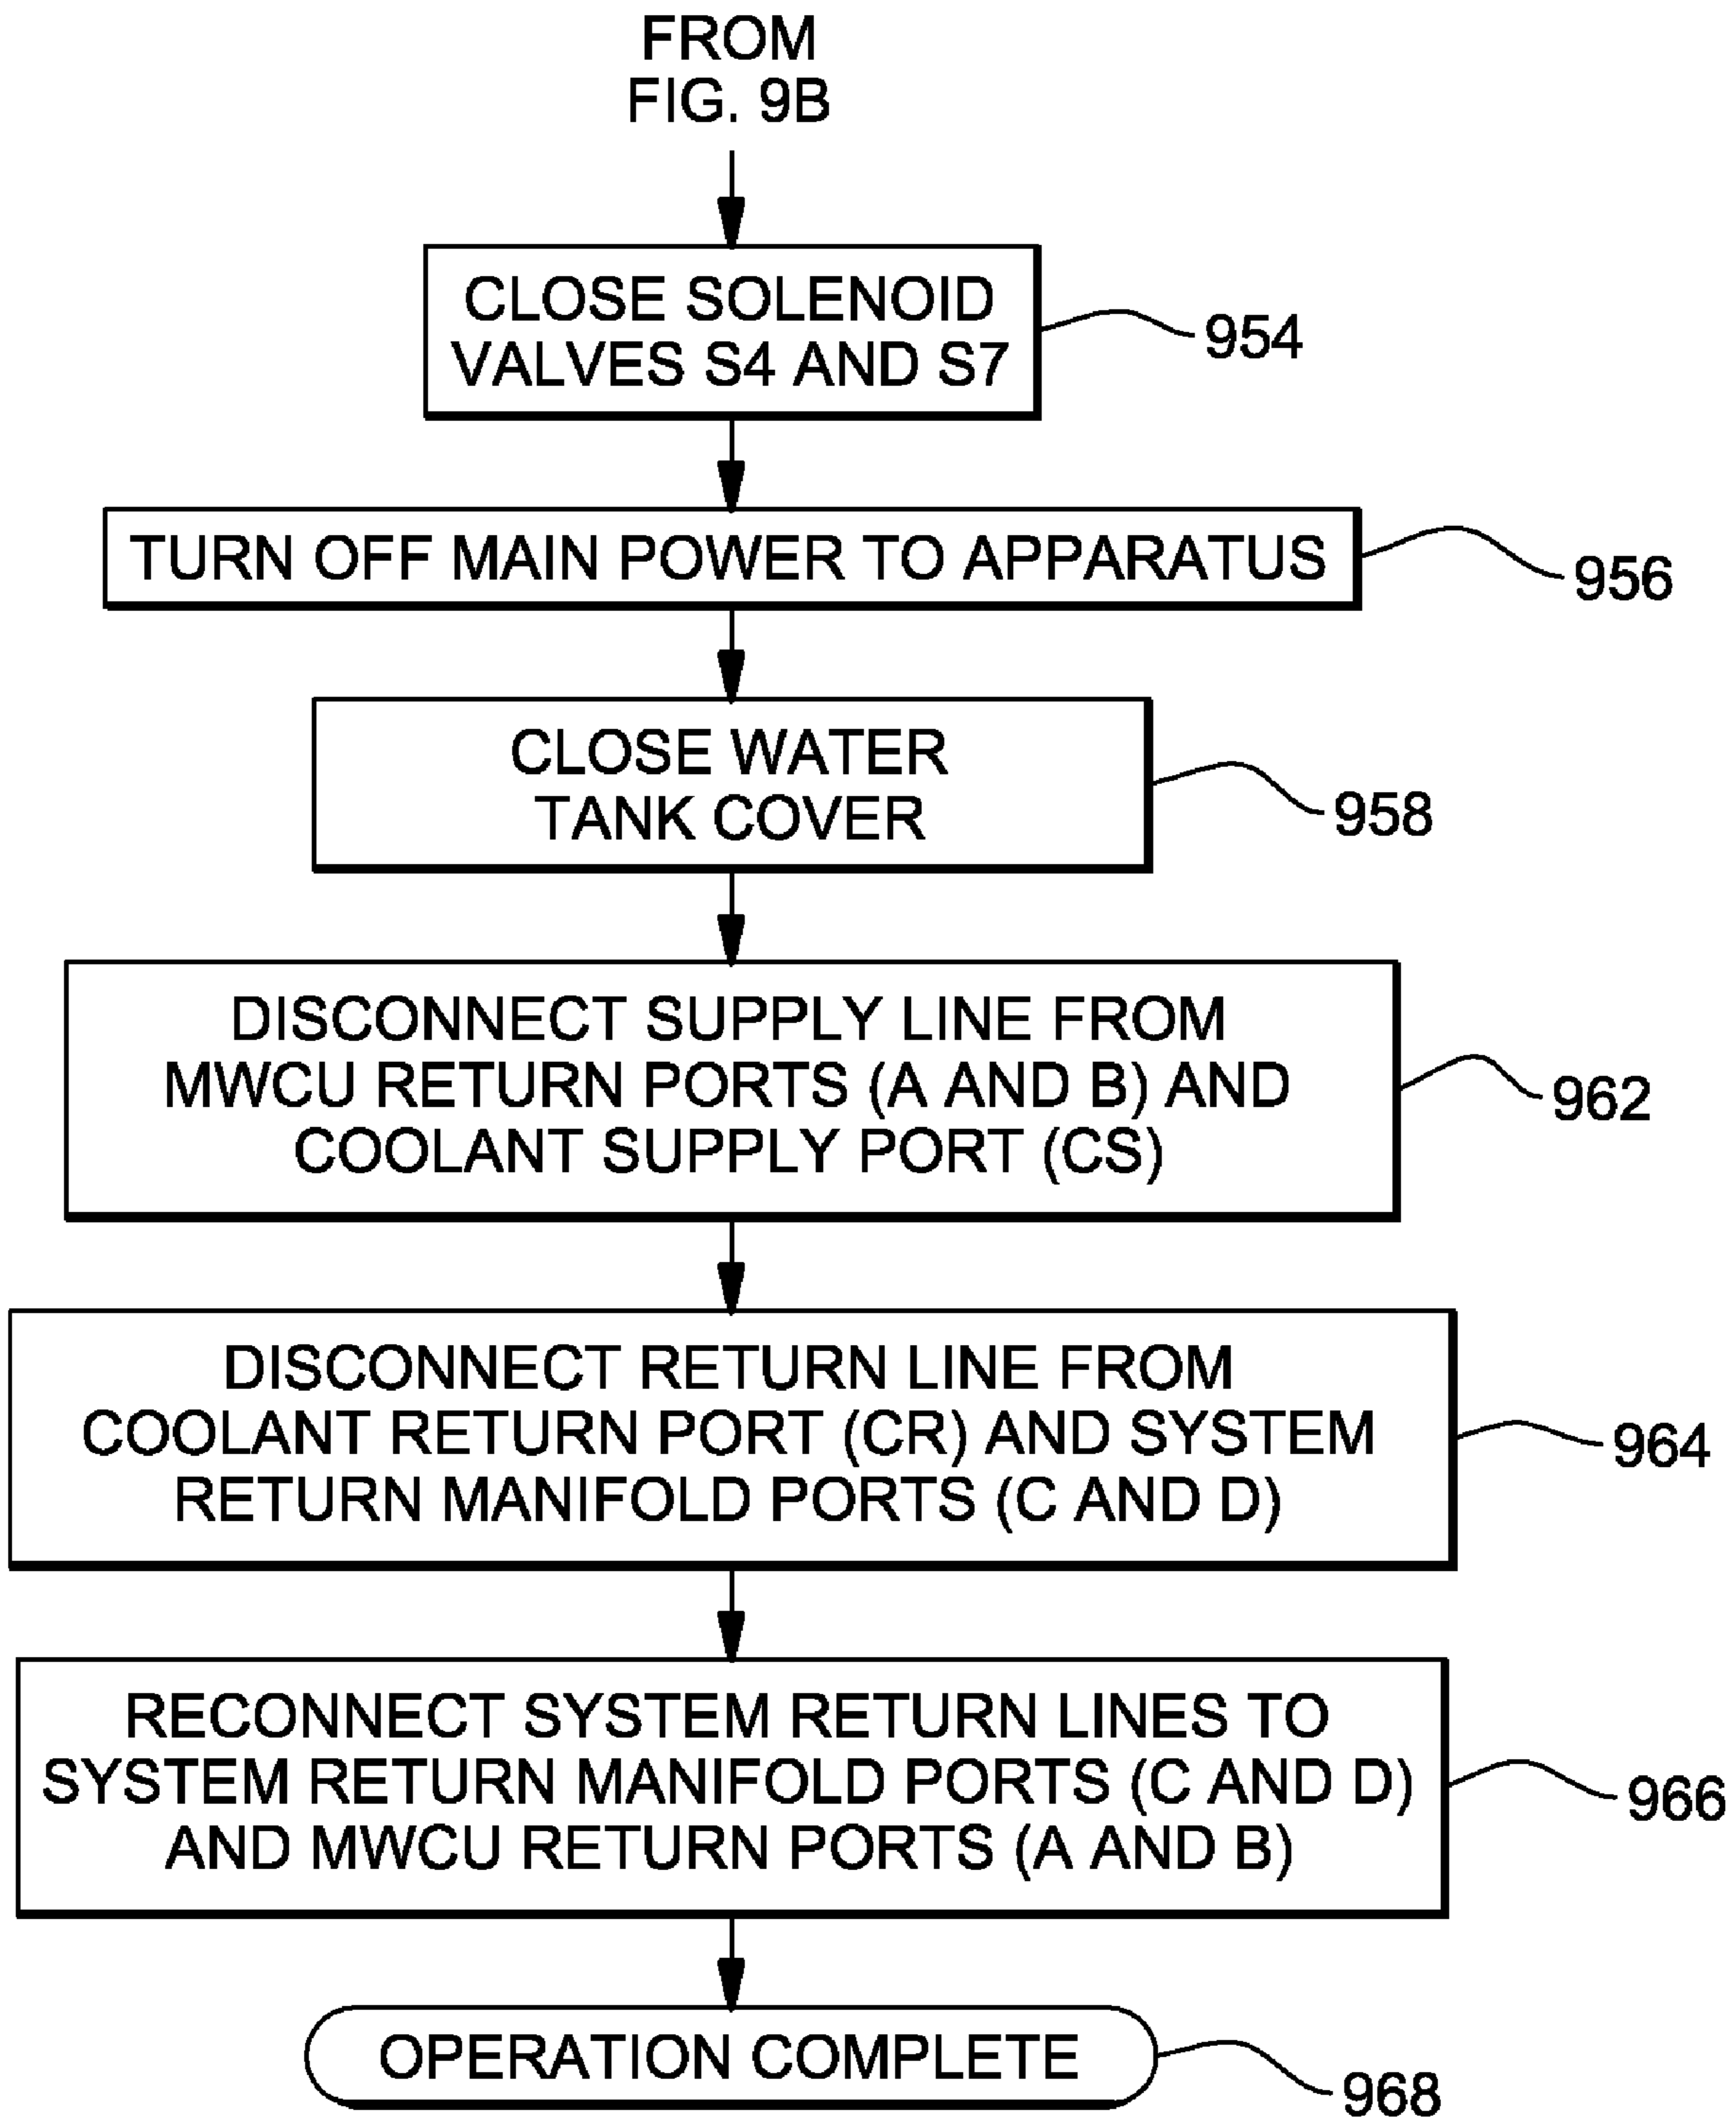 FROM
FIG. 9B
CLOSE SOLENOID
VALVES S4 AND S7
954
TURN OFF MAIN POWER TO APPARATUS
956
CLOSE WATER
TANK COVER
958
DISCONNECT SUPPLY LINE FROM
MWCU RETURN PORTS (A AND B) AND
COOLANT SUPPLY PORT (CS)
962
DISCONNECT RETURN LINE FROM
COOLANT RETURN PORT (CR) AND SYSTEM
RETURN MANIFOLD PORTS (C AND D)
964
RECONNECT SYSTEM RETURN LINES TO
SYSTEM RETURN MANIFOLD PORTS (C AND D)
AND MWCU RETURN PORTS (A AND B)
966
OPERATION COMPLETE
968